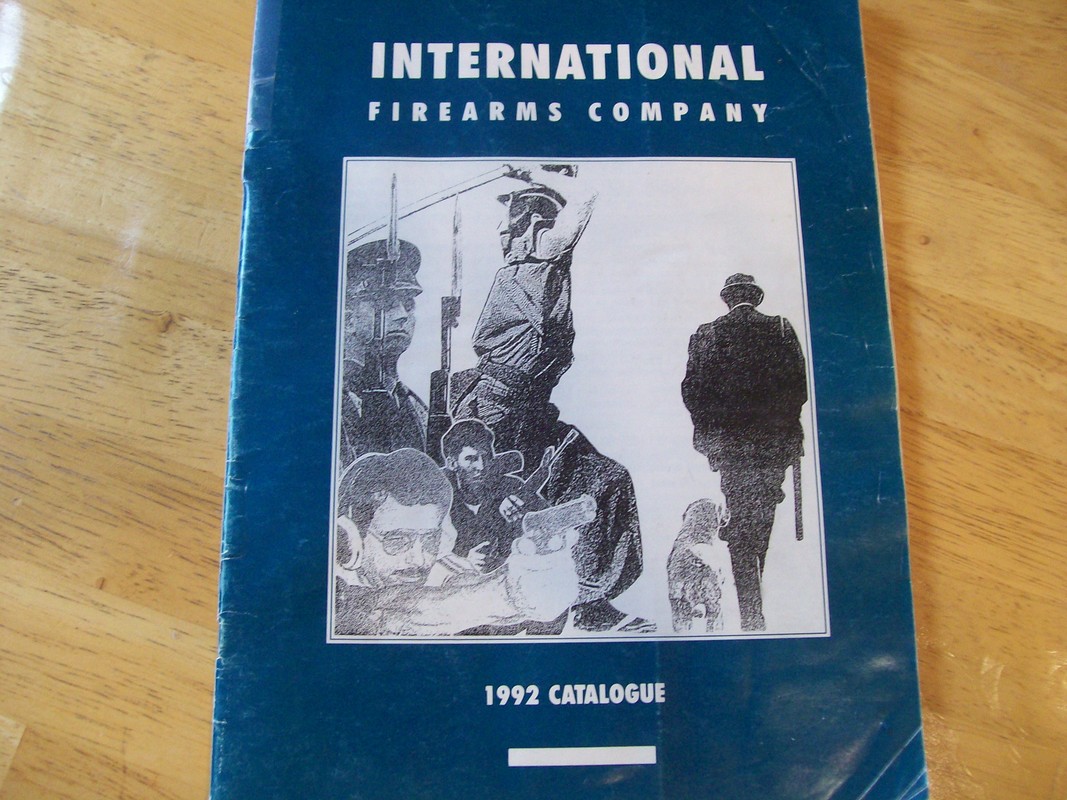 INTERNATIONAL
FIREARMS COMPANY
1992 CATALOGUE